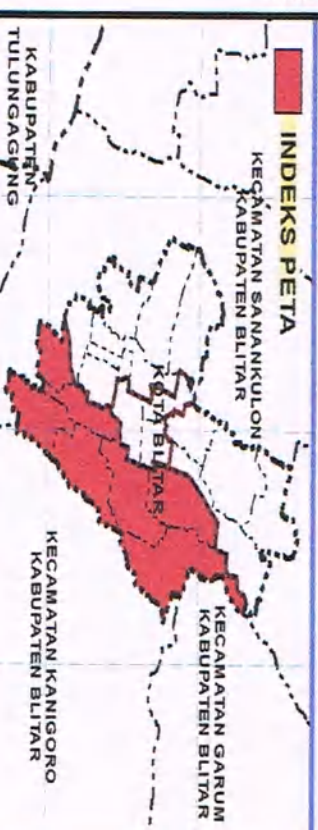 INDEKS PETA
KECAMATAN SANANKULON
KABUPATEN BLITAR
KOTA BLITAR
KECAMATAN GARUM
KABUPATEN BLITAR
KECAMATAN KANIGORO
KABUPATEN BLITAR
KABUPATEN
TULUNGAGUNG